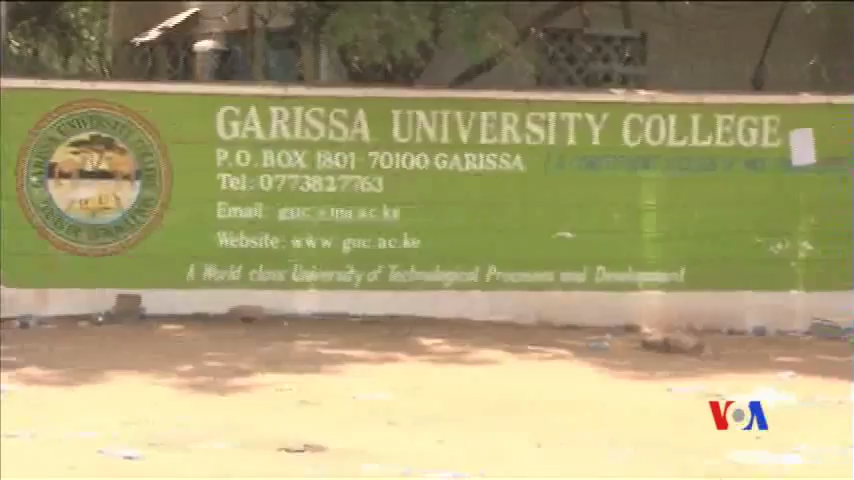 GARISSA UNIVERSITY COLLEGE
P.O. BOX 1801-70100 GARISSA
Tel: 0773827763
Email:
Website: www.guc.ac.ke
A World class University of Technological Processes and Development
VOA